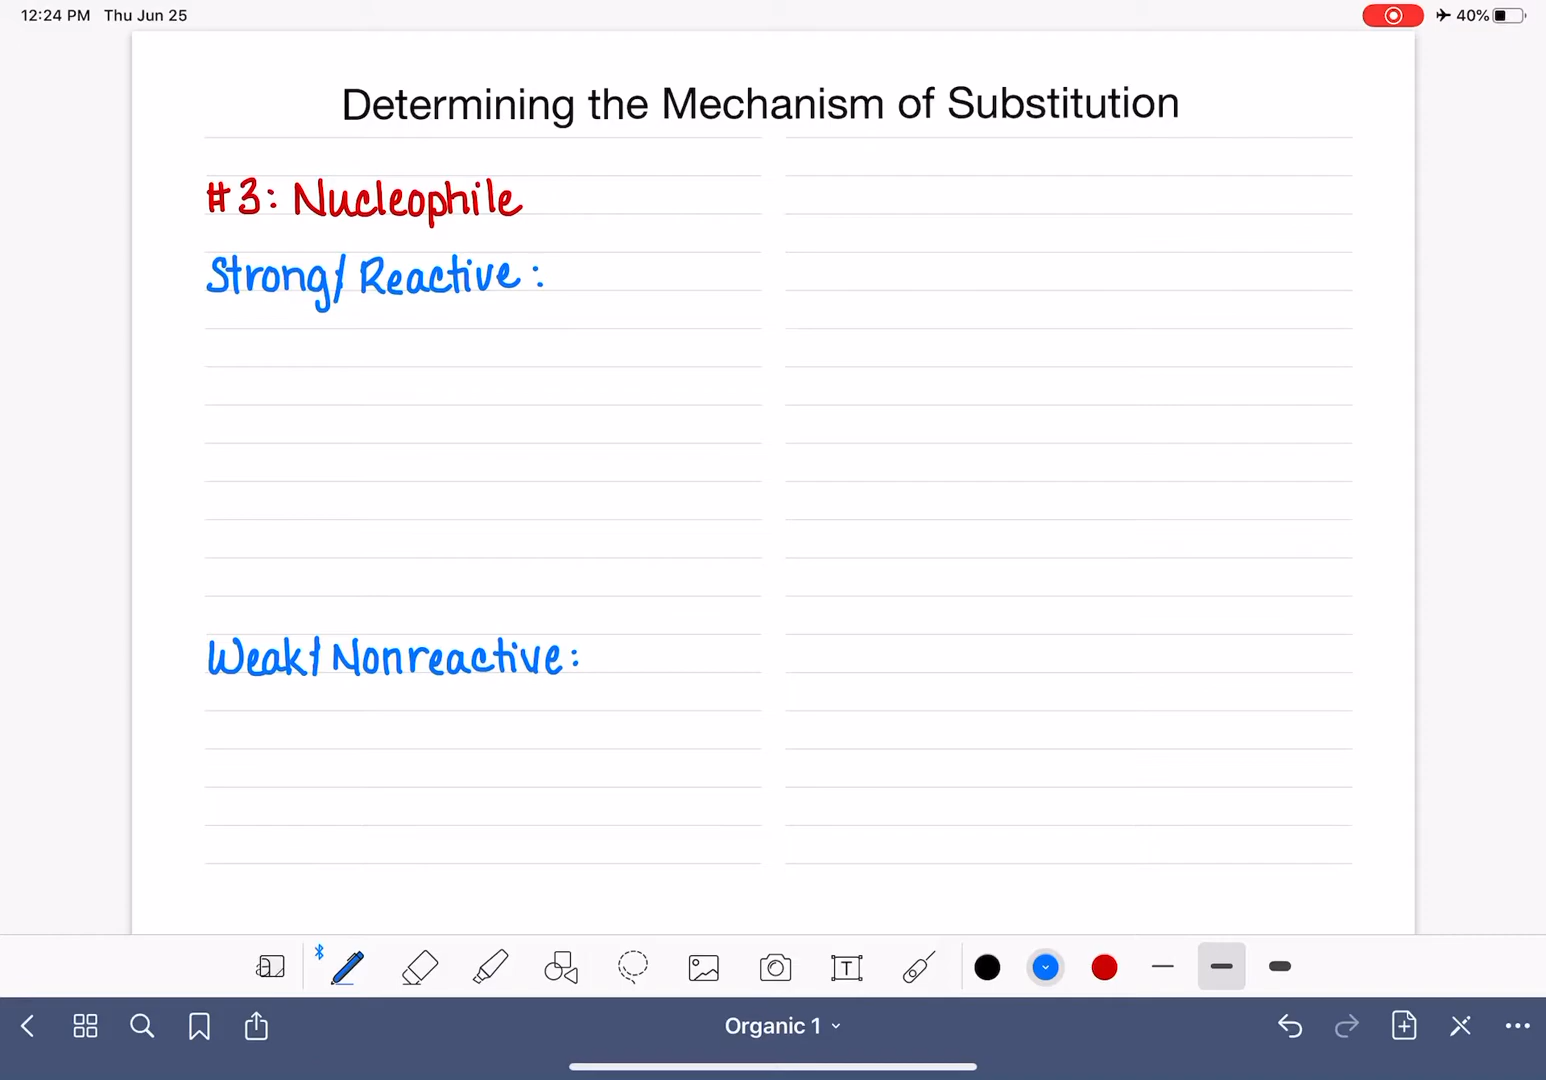 12:24 PM Thu Jun 25
40%
Determining the Mechanism of Substitution
#3: Nucleophile
Strong/ Reactive:
Weak/ Nonreactive:
T
Organic 1